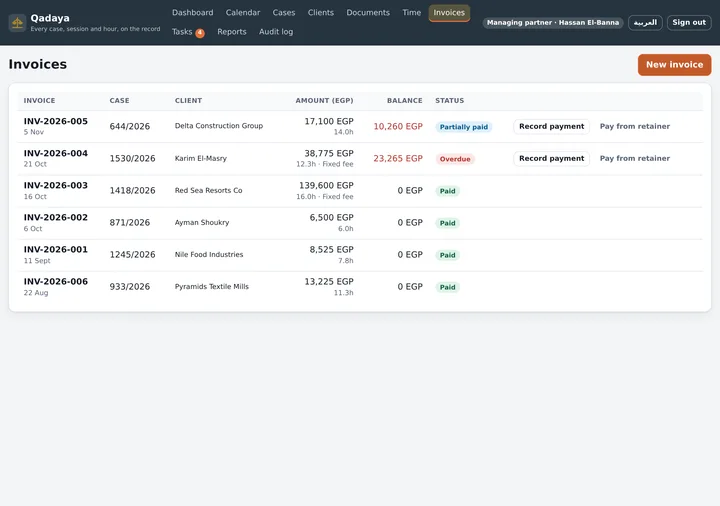 Qadaya
Every case, session and hour, on the record
Dashboard Calendar Cases Clients Documents Time Invoices
Tasks 4 Reports Audit log
Managing partner · Hassan El-Banna
العربية
Sign out
Invoices
New invoice
INVOICE CASE CLIENT AMOUNT (EGP) BALANCE STATUS
INV-2026-005 644/2026 Delta Construction Group 17,100 EGP 10,260 EGP Partially paid Record payment Pay from retainer
5 Nov 14.0h
INV-2026-004 1530/2026 Karim El-Masry 38,775 EGP 23,265 EGP Overdue Record payment Pay from retainer
21 Oct 12.3h · Fixed fee
INV-2026-003 1418/2026 Red Sea Resorts Co 139,600 EGP 0 EGP Paid
16 Oct 16.0h · Fixed fee
INV-2026-002 871/2026 Ayman Shoukry 6,500 EGP 0 EGP Paid
6 Oct 6.0h
INV-2026-001 1245/2026 Nile Food Industries 8,525 EGP 0 EGP Paid
11 Sept 7.8h
INV-2026-006 933/2026 Pyramids Textile Mills 13,225 EGP 0 EGP Paid
22 Aug 11.3h